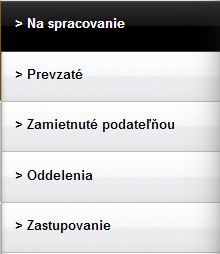 > Na spracovanie
> Prevzaté
> Zamietnuté podateľňou
> Oddelenia
> Zastupovanie